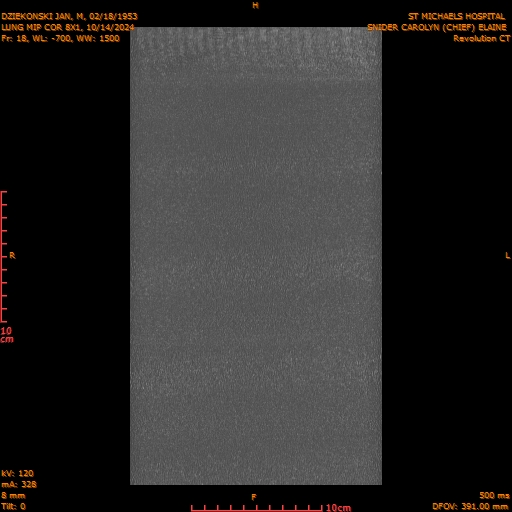 H
DZIEKONSKI JAN, M, 02/18/1953
LUNG MIP COR 8X1, 10/14/2024
Fr: 18, WL: -700, WW: 1500
ST MICHAELS HOSPITAL
SNIDER CAROLYN (CHIEF) ELAINE
Revolution CT
R
L
10
cm
kV: 120
mA: 328
8 mm
Tilt: 0
F
10cm
500 ms
DFOV: 391.00 mm